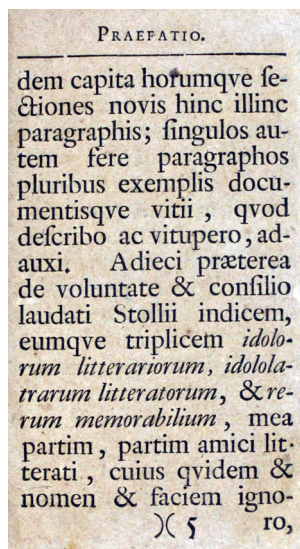 PRAEFATIO.
dem capita horumqve ſe-
ctiones novis hinc illinc
paragraphis; ſingulos au-
tem fere paragraphos
pluribus exemplis docu-
mentisqve vitii, qvod
deſcribo ac vitupero, ad-
auxi. Adieci præterea
de voluntate & conſilio
laudati Stollii indicem,
eumqve triplicem idolo-
rum litterariorum, idolola-
trarum litteratorum, & re-
rum memorabilium, mea
partim, partim amici lit-
terati, cuius qvidem &
nomen & faciem igno-
)( 5 ro,